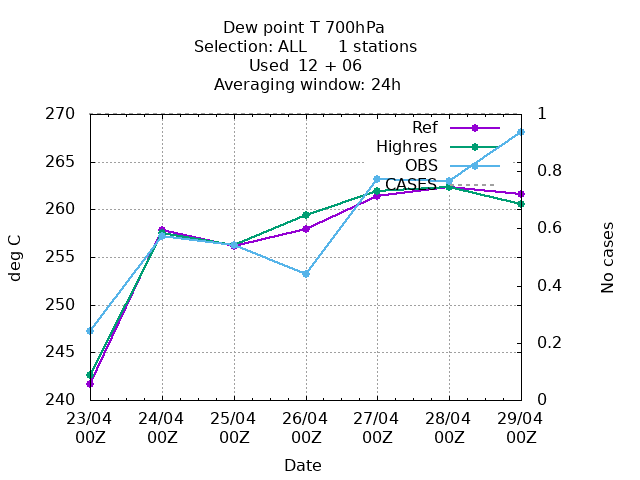 Dew point T 700hPa
Selection: ALL      1 stations
Used  12 + 06
Averaging window: 24h
270
265
260
255
250
245
240
1
0.8
0.6
0.4
0.2
0
Ref
Highres
OBS
CASES
deg C
No cases
23/04 24/04 25/04 26/04 27/04 28/04 29/04
00Z 00Z 00Z 00Z 00Z 00Z 00Z
Date